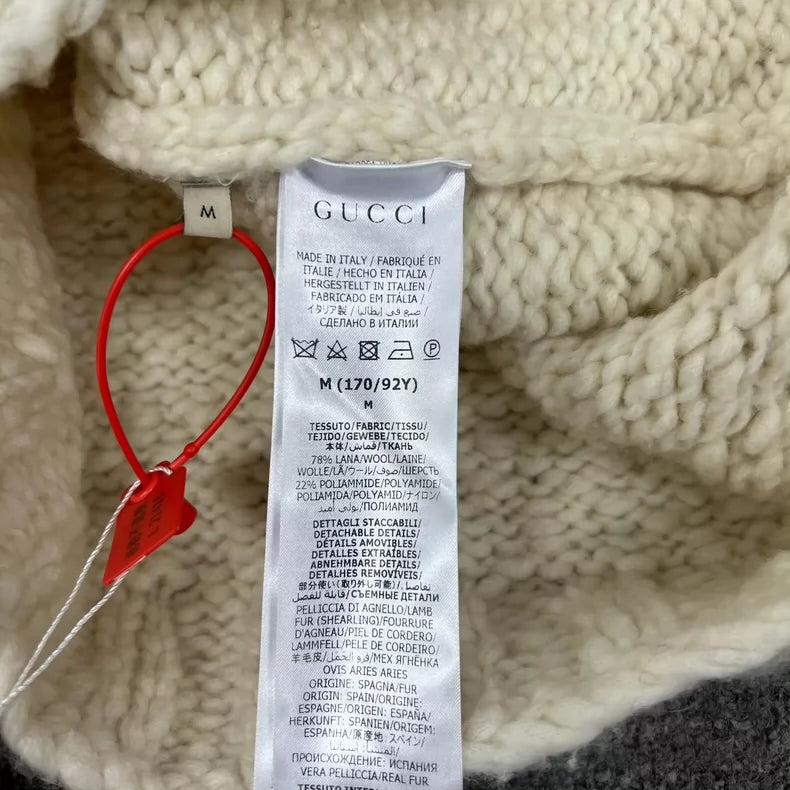 M
GUCCI
MADE IN ITALY / FABRIQUÉ EN
ITALIE / HECHO EN ITALIA /
HERGESTELLT IN ITALIEN /
FABRICADO EM ITÁLIA /
イタリア製 / صنع في إيطاليا /
СДЕЛАНО В ИТАЛИИ
M (170/92Y)
M
TESSUTO/FABRIC/TISSU/
TEJIDO/GEWEBE/TECIDO/
本体/قماش/ТКАНЬ
78% LANA/WOOL/LAINE/
WOLLE/LÃ/ウール/صوف/ШЕРСТЬ
22% POLIAMMIDE/POLYAMIDE/
POLIAMIDA/POLYAMID/ナイロン/
بولي أميد/ПОЛИАМИД
DETTAGLI STACCABILI/
DETACHABLE DETAILS/
DÉTAILS AMOVIBLES/
DETALLES EXTRAÍBLES/
ABNEHMBARE DETAILS/
DETALHES REMOVÍVEIS/
部分使い(取り外し可能)/تفاصيل
قابلة للفصل/СЪЕМНЫЕ ДЕТАЛИ
PELLICCIA DI AGNELLO/LAMB
FUR (SHEARLING)/FOURRURE
D'AGNEAU/PIEL DE CORDERO/
LAMMFELL/PELE DE CORDEIRO/
羊毛皮/فرو الحمل/МЕХ ЯГНЁНКА
OVIS ARIES ARIES
ORIGINE: SPAGNA/FUR
ORIGIN: SPAIN/ORIGINE:
ESPAGNE/ORIGEN: ESPAÑA/
HERKUNFT: SPANIEN/ORIGEM:
ESPANHA/原産地: スペイン/
المنشأ: اسبانيا/
ПРОИСХОЖДЕНИЕ: ИСПАНИЯ
VERA PELLICCIA/REAL FUR